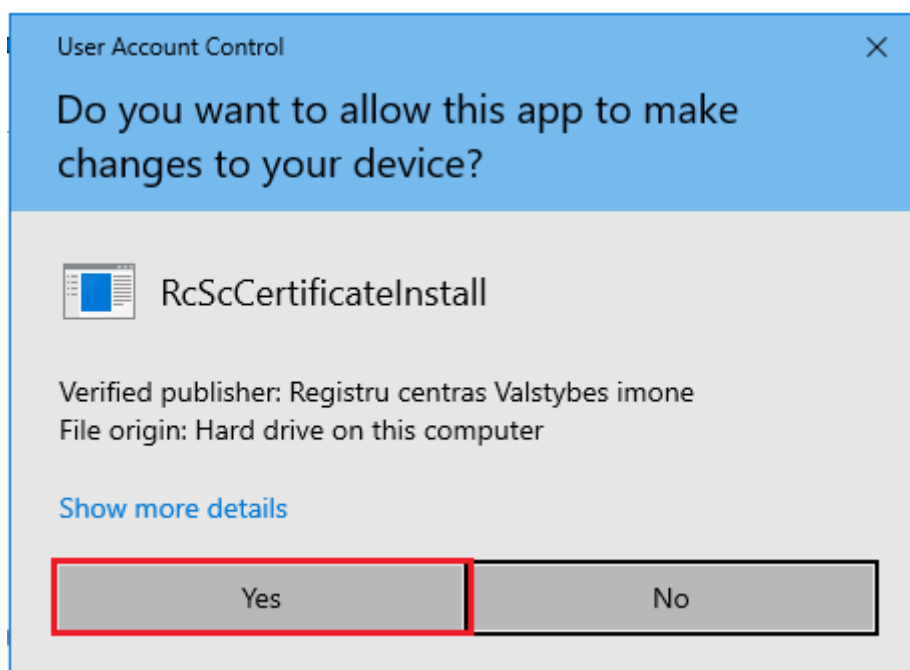 User Account Control
Do you want to allow this app to make
changes to your device?
RcScCertificateInstall
Verified publisher: Registru centras Valstybes imone
File origin: Hard drive on this computer
Show more details
Yes
No